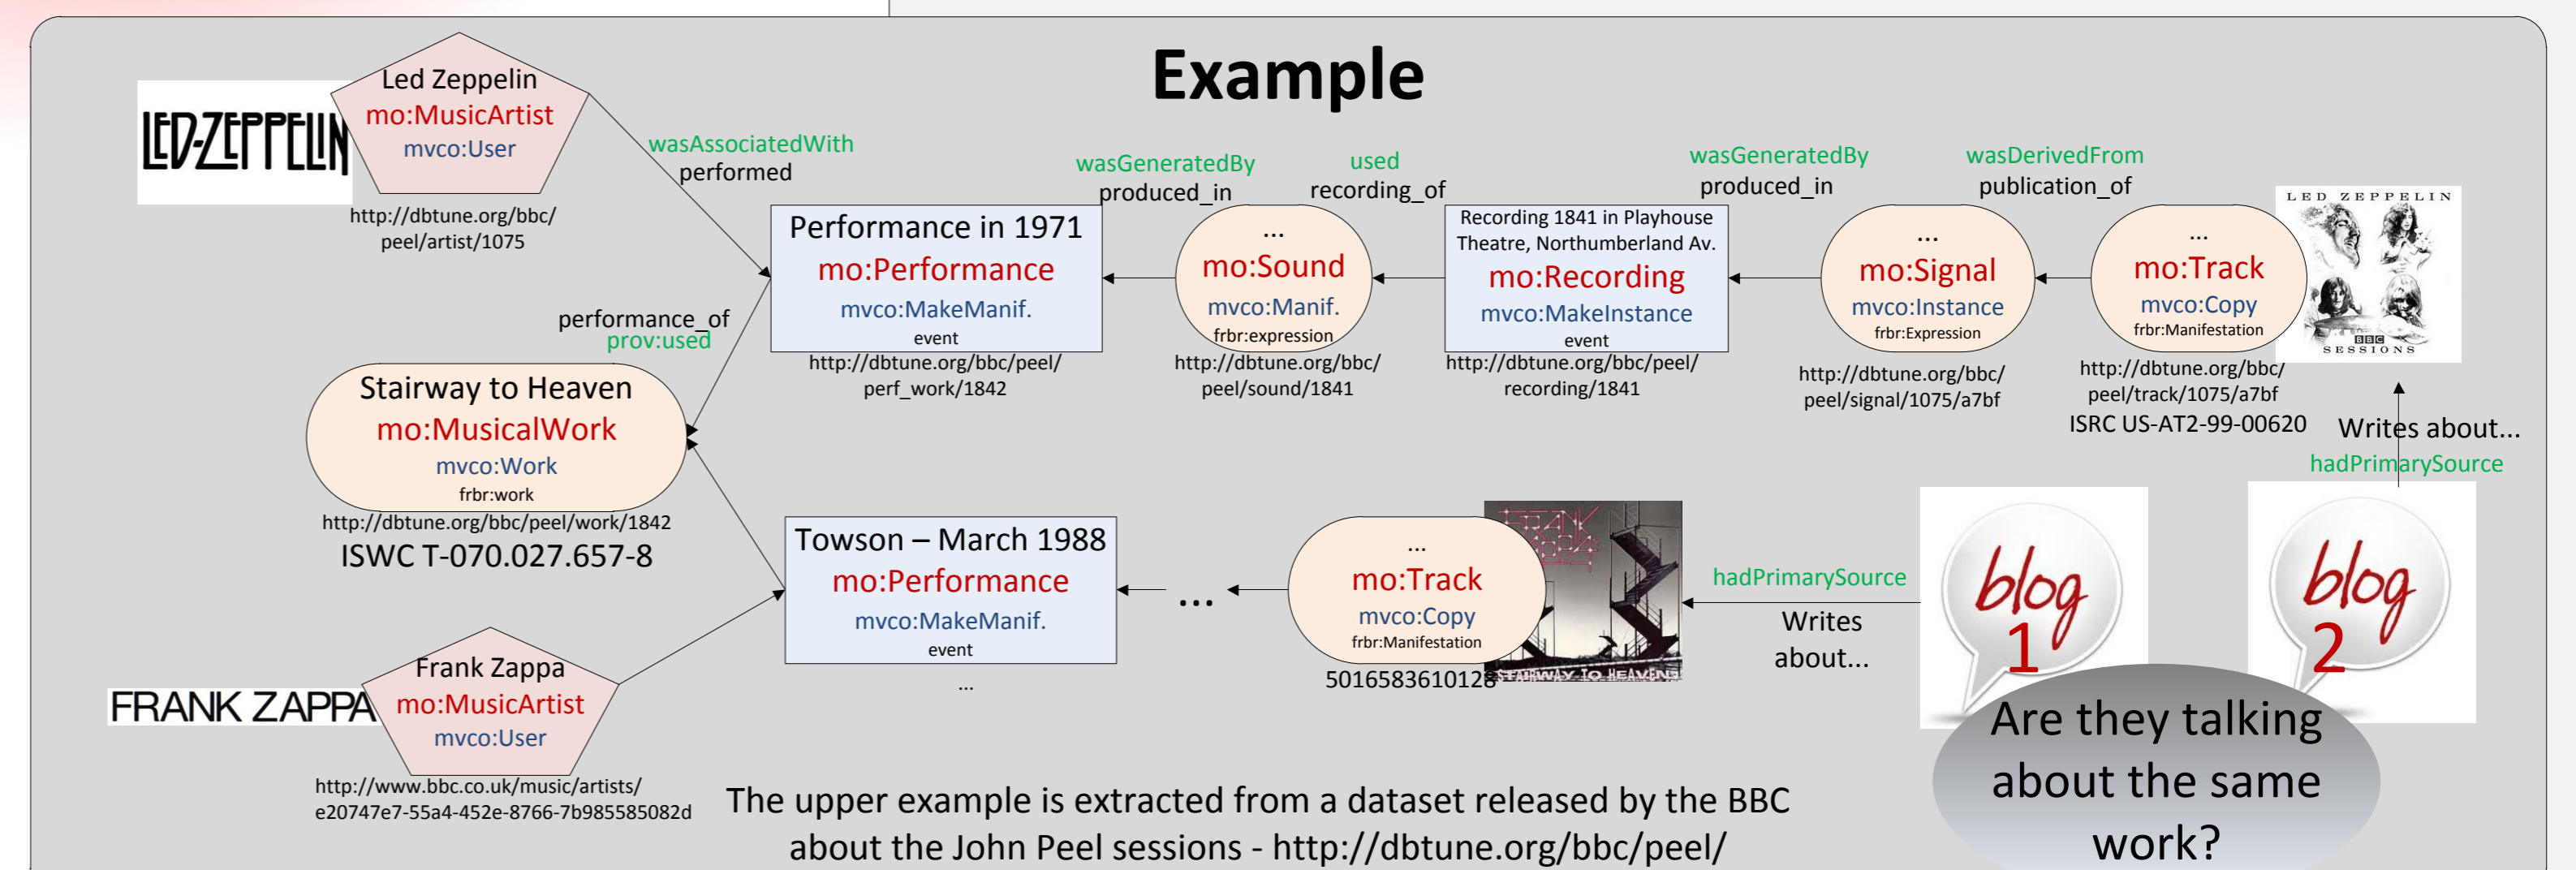 Example
LED-ZEPPELIN
Led Zeppelin
mo:MusicArtist
mvco:User
http://dbtune.org/bbc/
peel/artist/1075
wasAssociatedWith
performed
performance_of
prov:used
Performance in 1971
mo:Performance
mvco:MakeManif.
event
http://dbtune.org/bbc/peel/
perf_work/1842
wasGeneratedBy
produced_in
...
mo:Sound
mvco:Manif.
frbr:expression
http://dbtune.org/bbc/
peel/sound/1841
used
recording_of
Recording 1841 in Playhouse
Theatre, Northumberland Av.
mo:Recording
mvco:MakeInstance
event
http://dbtune.org/bbc/peel/
recording/1841
wasGeneratedBy
produced_in
...
mo:Signal
mvco:Instance
frbr:Expression
http://dbtune.org/bbc/
peel/signal/1075/a7bf
wasDerivedFrom
publication_of
...
mo:Track
mvco:Copy
frbr:Manifestation
http://dbtune.org/bbc/
peel/track/1075/a7bf
ISRC US-AT2-99-00620
LED ZEPPELIN
BBC
SESSIONS
Writes about...
hadPrimarySource
Stairway to Heaven
mo:MusicalWork
mvco:Work
frbr:work
http://dbtune.org/bbc/peel/work/1842
ISWC T-070.027.657-8
Towson – March 1988
mo:Performance
mvco:MakeManif.
event
...
...
...
mo:Track
mvco:Copy
frbr:Manifestation
5016583610128
FRANK
ZAPPA
STAIRWAY TO HEAVEN
hadPrimarySource
Writes
about...
blog
1
blog
2
FRANK ZAPPA
Frank Zappa
mo:MusicArtist
mvco:User
http://www.bbc.co.uk/music/artists/
e20747e7-55a4-452e-8766-7b985585082d
The upper example is extracted from a dataset released by the BBC
about the John Peel sessions - http://dbtune.org/bbc/peel/
Are they talking
about the same
work?